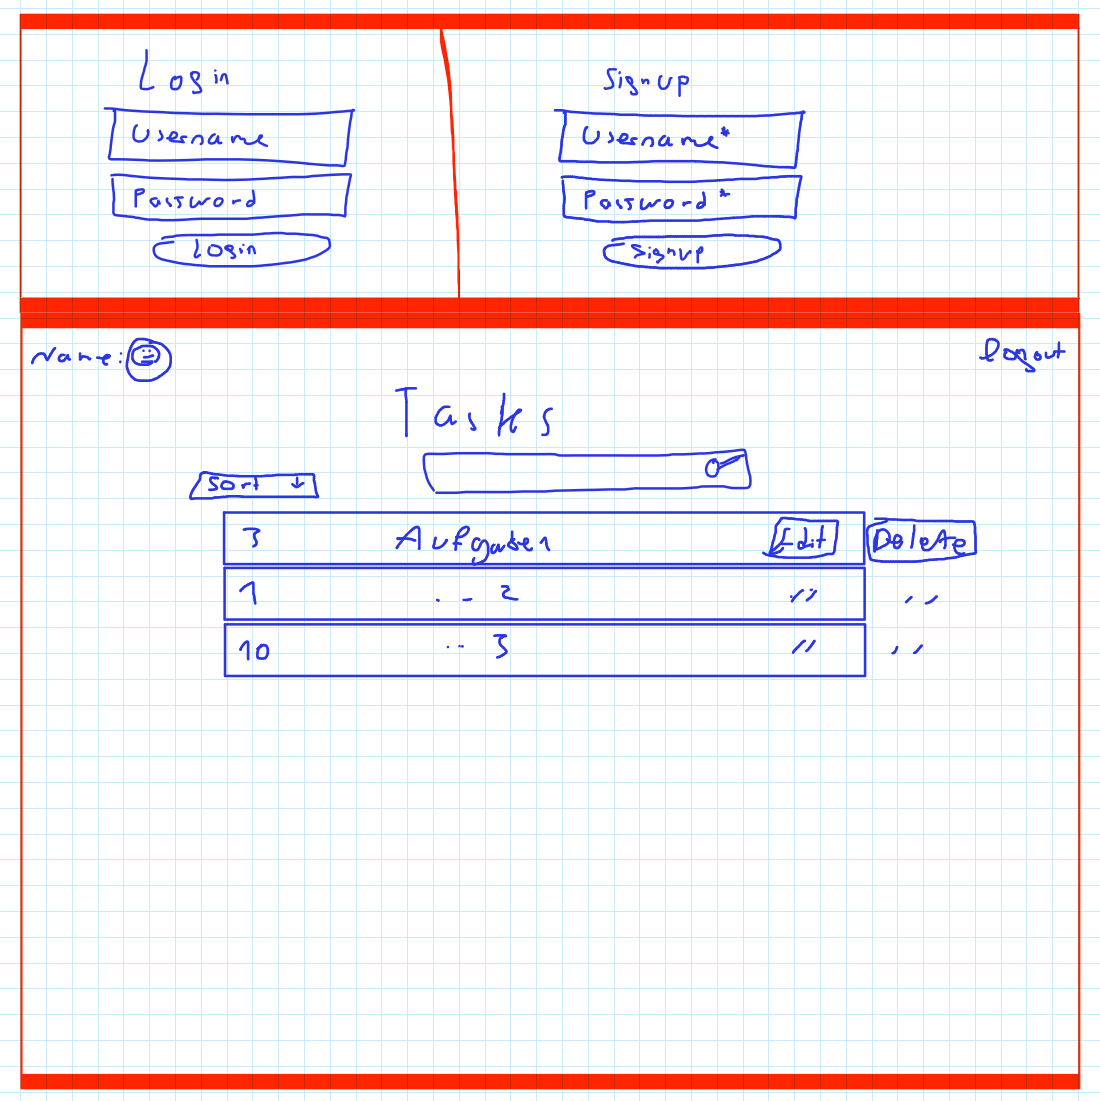 Login
Username
Password
Login
Signup
Username*
Password*
Signup
Name:
logout
Tasks
Sort ↓
3 Aufgaben Edit Delete
1 .. 2 " "
10 .. 3 " "